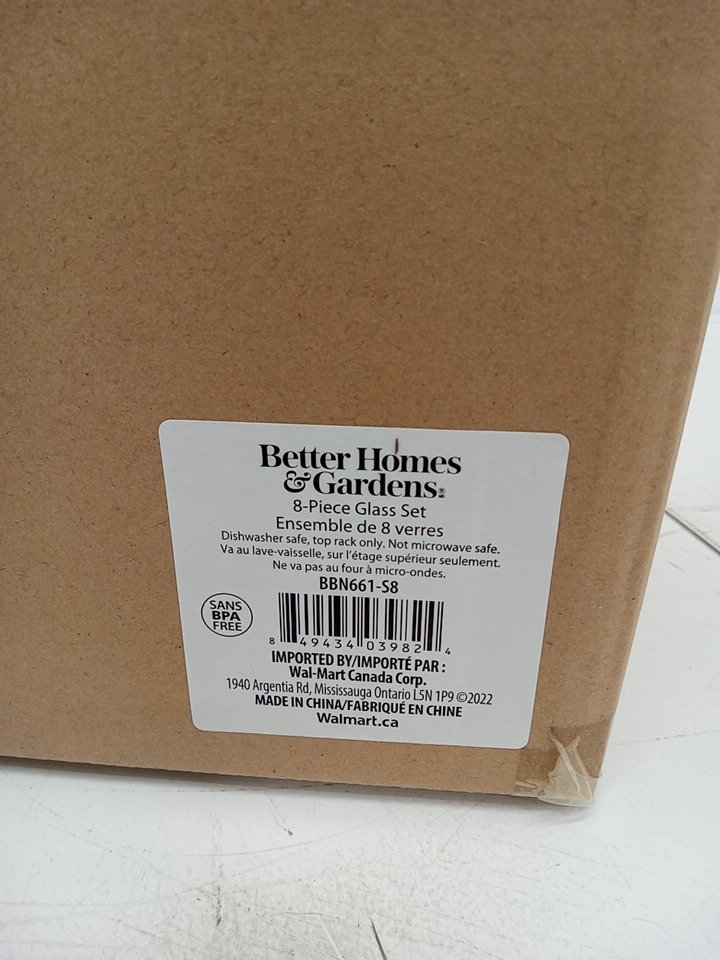 Better Homes
& Gardens®
8-Piece Glass Set
Ensemble de 8 verres
Dishwasher safe, top rack only. Not microwave safe.
Va au lave-vaisselle, sur l'étage supérieur seulement.
Ne va pas au four à micro-ondes.
BBN661-S8
SANS
BPA
FREE
8 49434 03982 4
IMPORTED BY/IMPORTÉ PAR :
Wal-Mart Canada Corp.
1940 Argentia Rd, Mississauga Ontario L5N 1P9 ©2022
MADE IN CHINA/FABRIQUÉ EN CHINE
Walmart.ca